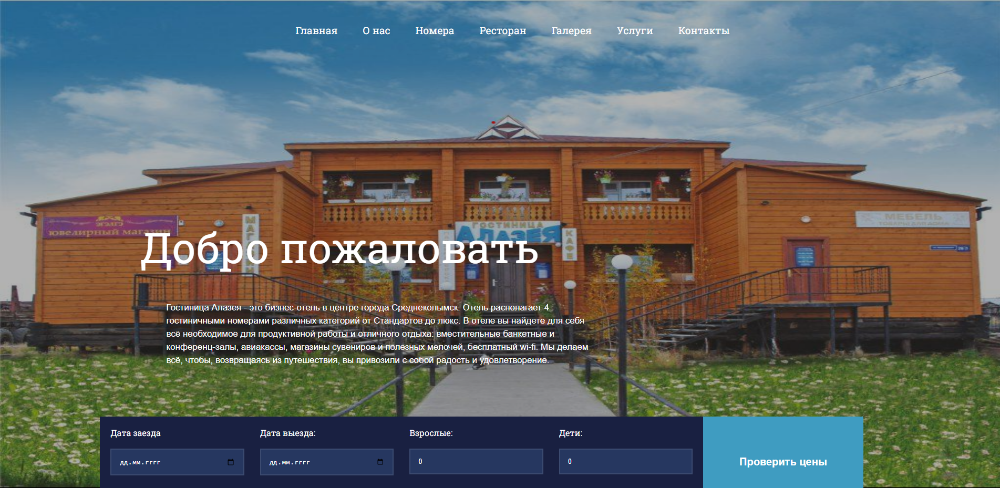 Главная О нас Номера Ресторан Галерея Услуги Контакты
ЭГЭЛГЭ
ювелирный магазин
МЕБЕЛЬ
ТОВАРЫ ДЛЯ ДОМА
ГОСТИНИЦА
АЛАЗЕЯ
КАФЕ
Добро пожаловать
Гостиница Алазея - это бизнес-отель в центре города Среднеколымск. Отель располагает 4
гостиничными номерами различных категорий от Стандартов до люкс. В отеле вы найдете для себя
всё необходимое для продуктивной работы и отличного отдыха: вместительные банкетные и
конференц-залы, авиакассы, магазины сувениров и полезных мелочей, бесплатный wi-fi. Мы делаем
всё, чтобы, возвращаясь из путешествия, вы привозили с собой радость и удовлетворение.
Дата заезда Дата выезда: Взрослые: Дети:
дд.мм.гггг дд.мм.гггг 0 0
Проверить цены